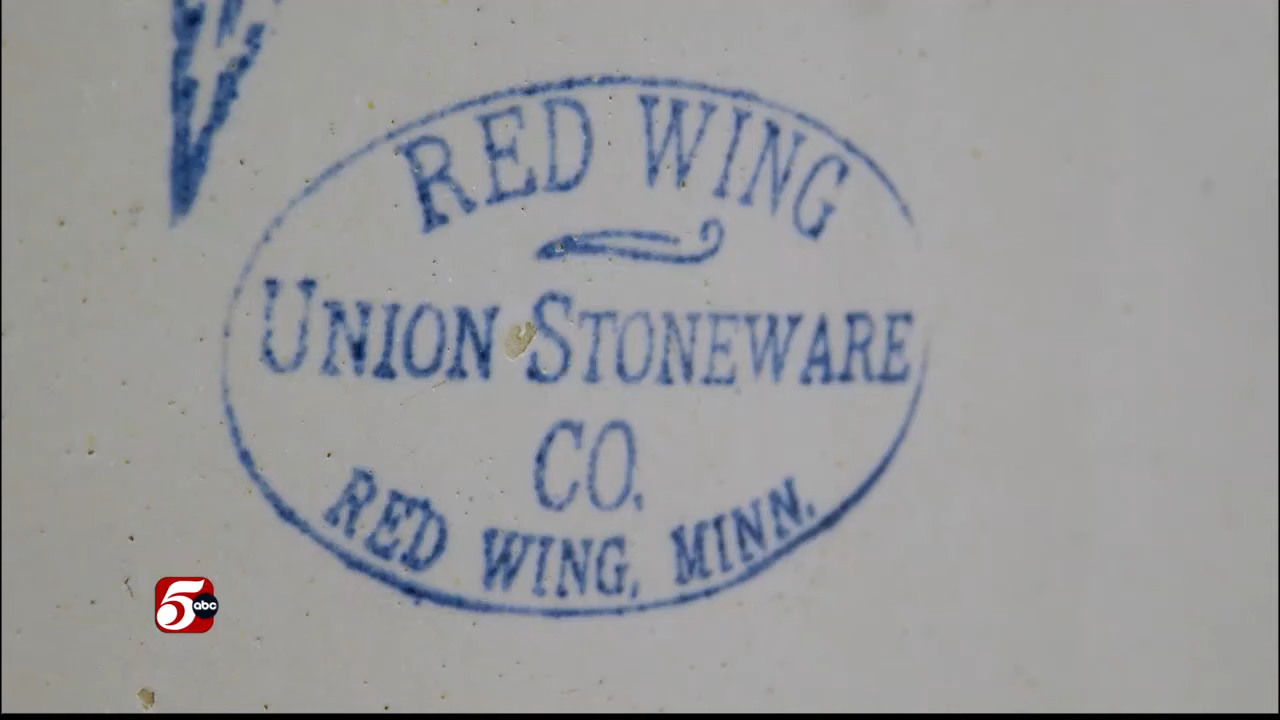 RED WING
UNION STONEWARE
CO.
RED WING, MINN.
5 abc